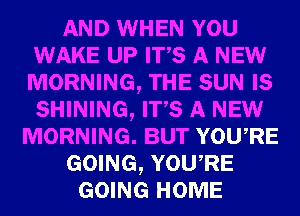 AND WHEN YOU
WAKE UP IT'S A NEW
MORNING, THE SUN IS
SHINING, IT'S A NEW
MORNING. BUT YOU'RE
GOING, YOU'RE
GOING HOME